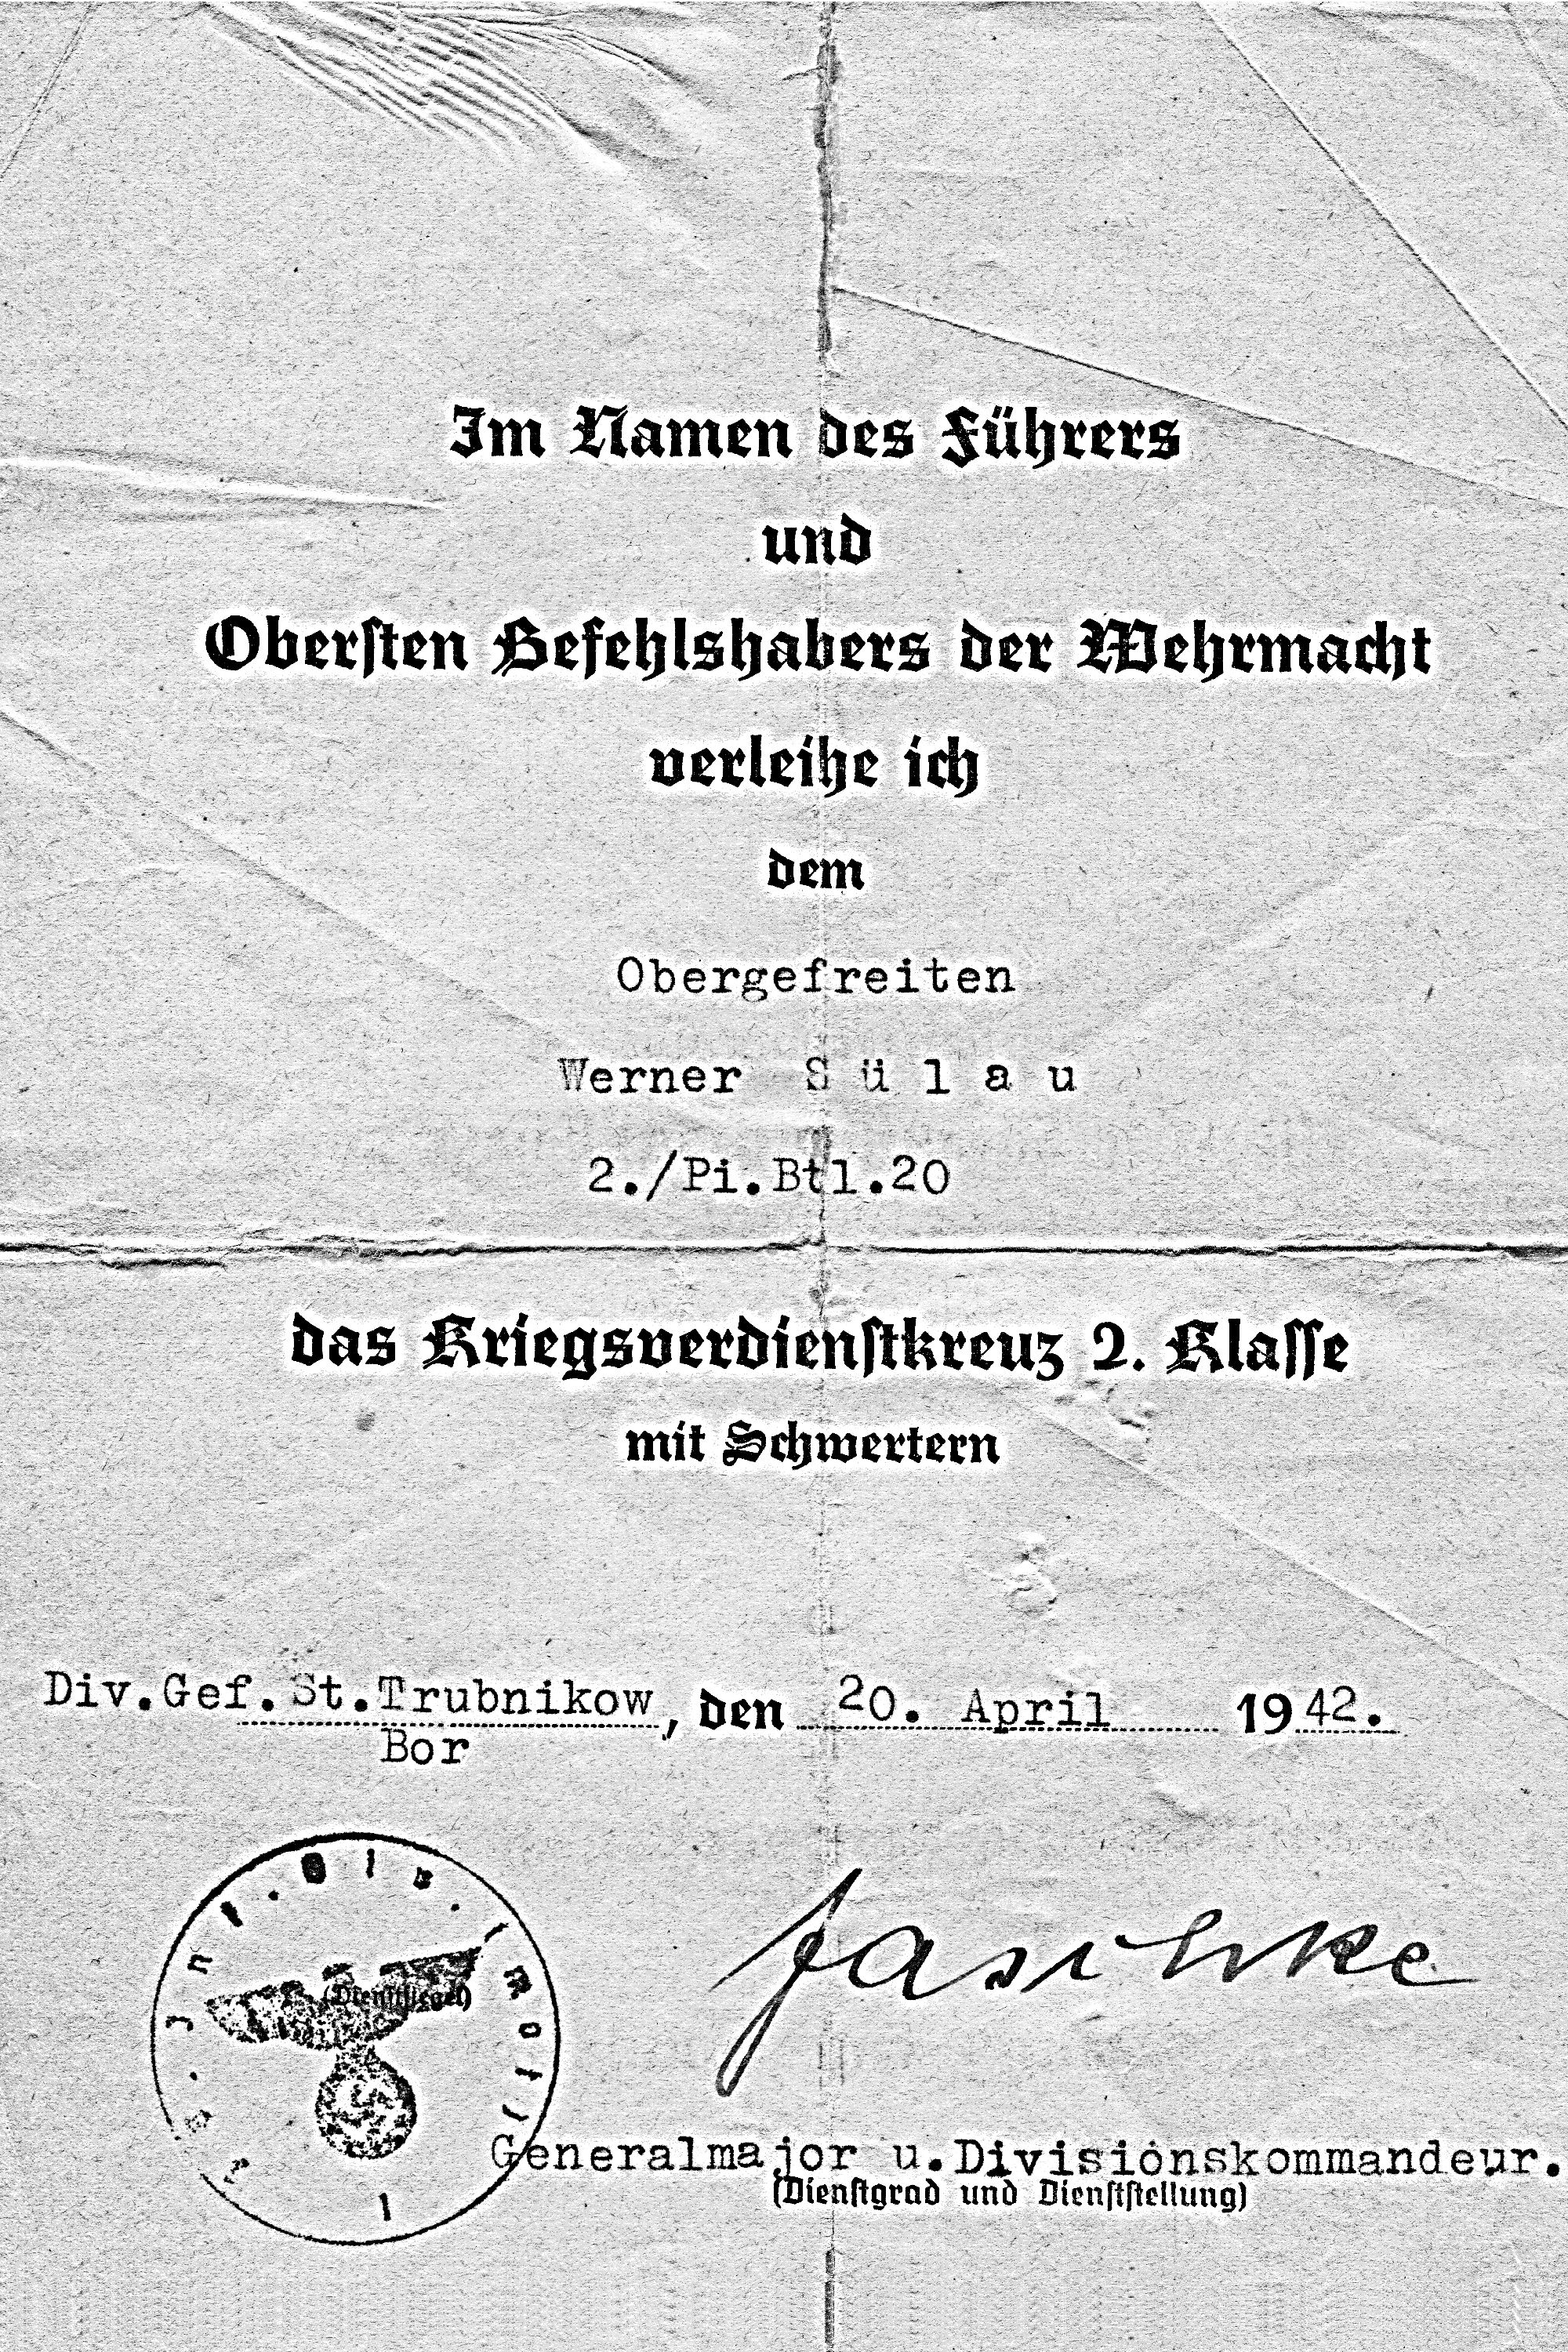 Im Namen des Führers
und
Obersten Befehlshabers der Wehrmacht
verleihe ich
dem
Obergefreiten
Werner S ü l a u
2./Pi.Btl.20
das Kriegsverdienstkreuz 2. Klasse
mit Schwertern
Div.Gef.St.Trubnikow, den 20. April 1942.
Bor
(Dienstsiegel)
Jaschke
Generalmajor u.Divisionskommandeur.
(Dienstgrad und Dienststellung)